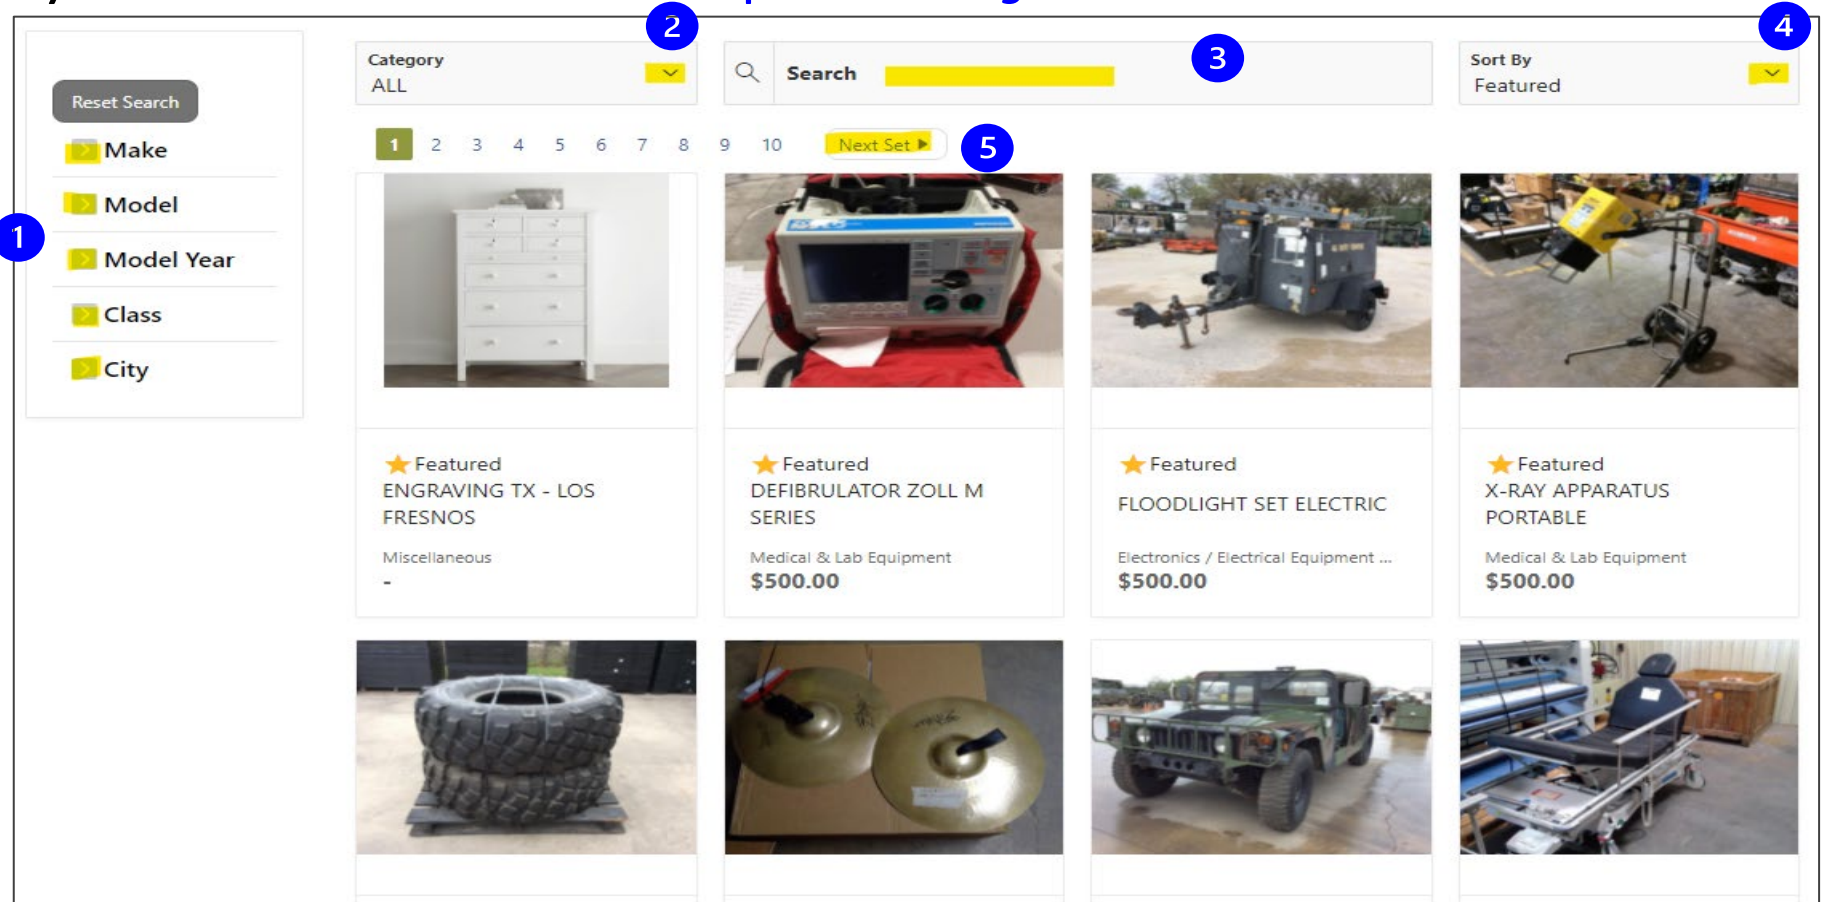 2
4
3
Category
ALL
Search
Sort By
Featured
Reset Search
1 2 3 4 5 6 7 8 9 10 Next Set
5
Make
Model
1
Model Year
Class
City
Featured
ENGRAVING TX - LOS
FRESNOS
Miscellaneous
-
Featured
DEFIBRULATOR ZOLL M
SERIES
Medical & Lab Equipment
$500.00
Featured
FLOODLIGHT SET ELECTRIC
Electronics / Electrical Equipment ...
$500.00
Featured
X-RAY APPARATUS
PORTABLE
Medical & Lab Equipment
$500.00